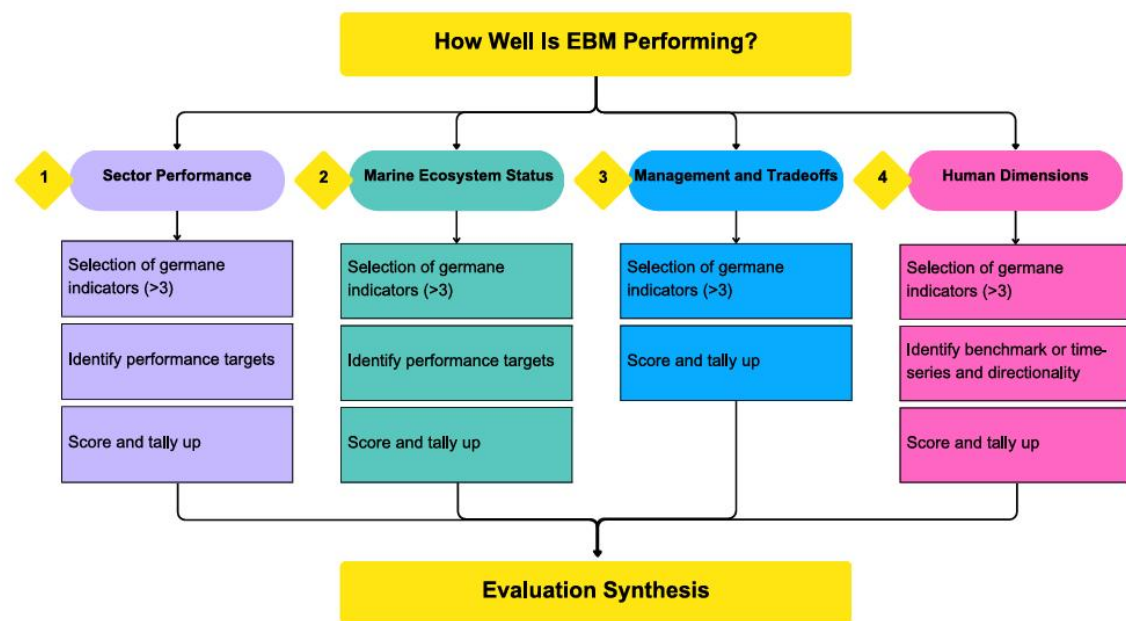 How Well Is EBM Performing?
1
Sector Performance
Selection of germane
indicators (>3)
Identify performance targets
Score and tally up
2
Marine Ecosystem Status
Selection of germane
indicators (>3)
Identify performance targets
Score and tally up
3
Management and Tradeoffs
Selection of germane
indicators (>3)
Score and tally up
4
Human Dimensions
Selection of germane
indicators (>3)
Identify benchmark or time-
series and directionality
Score and tally up
Evaluation Synthesis